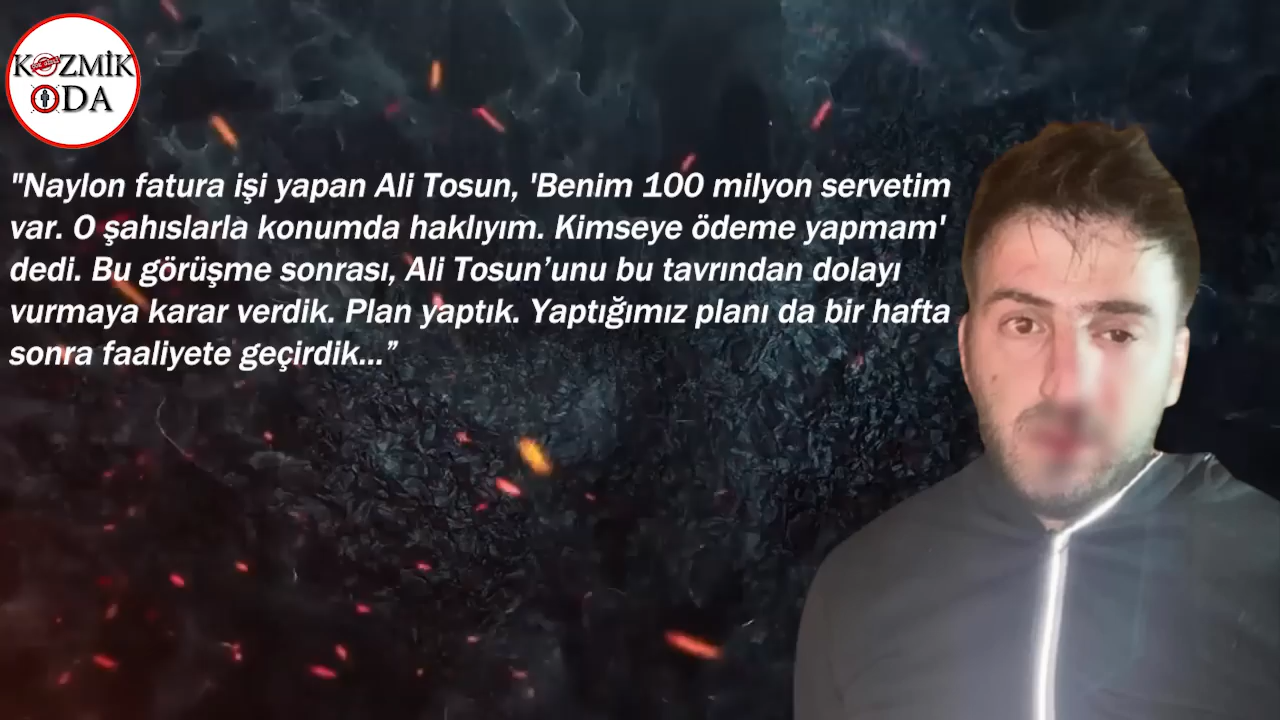 KOZMİK
ODA
"Naylon fatura işi yapan Ali Tosun, 'Benim 100 milyon servetim
var. O şahıslarla konumda haklıyım. Kimseye ödeme yapmam'
dedi. Bu görüşme sonrası, Ali Tosun’unu bu tavrından dolayı
vurmaya karar verdik. Plan yaptık. Yaptığımız planı da bir hafta
sonra faaliyete geçirdik...”